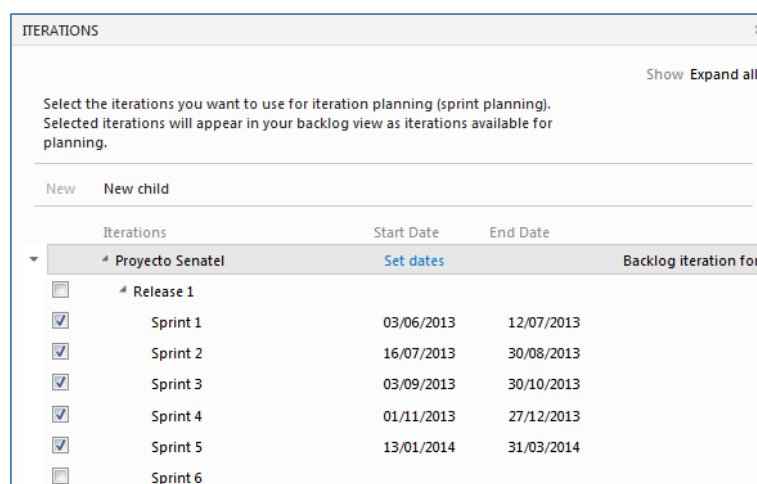 ITERATIONS
Show Expand all
Select the iterations you want to use for iteration planning (sprint planning).
Selected iterations will appear in your backlog view as iterations available for
planning.
New New child
Iterations Start Date End Date
Proyecto Senatel Set dates Backlog iteration for
Release 1
Sprint 1 03/06/2013 12/07/2013
Sprint 2 16/07/2013 30/08/2013
Sprint 3 03/09/2013 30/10/2013
Sprint 4 01/11/2013 27/12/2013
Sprint 5 13/01/2014 31/03/2014
Sprint 6